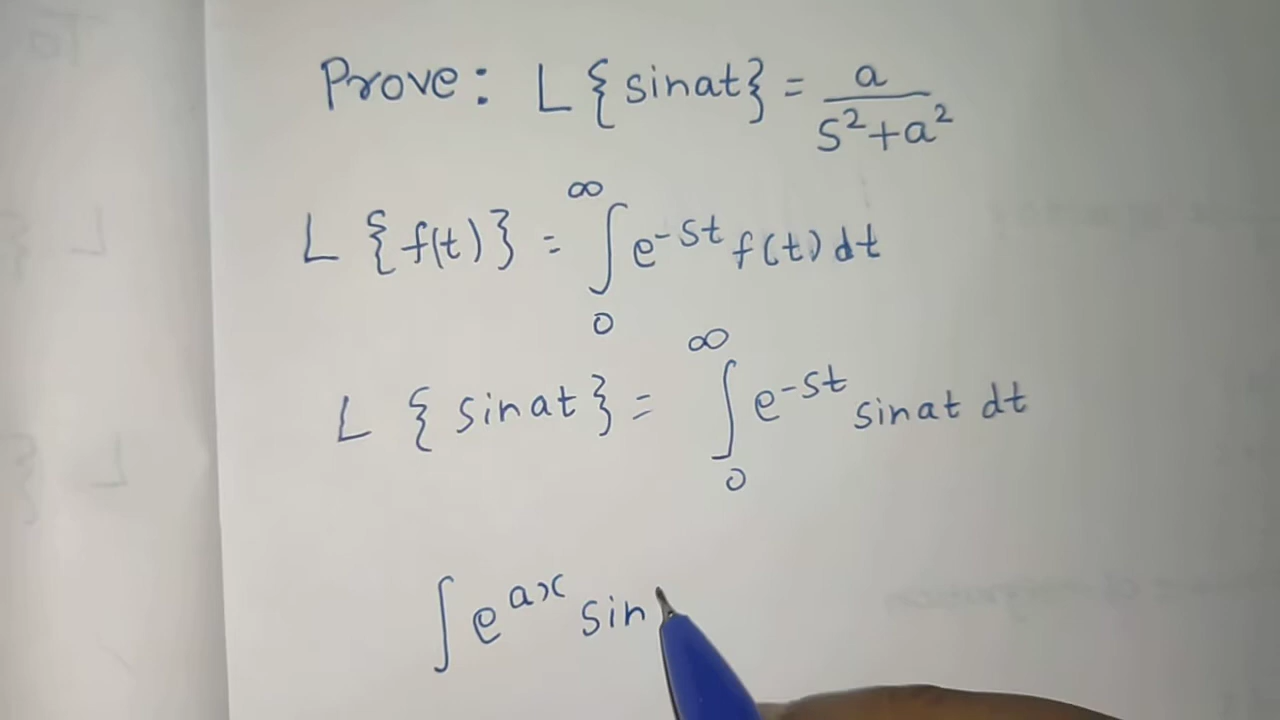 Prove: L{sinat} = a/(s²+a²)
L{f(t)} = ∫₀^∞ e^(-st) f(t) dt
L{sinat} = ∫₀^∞ e^(-st) sinat dt
∫e^(ax) sin